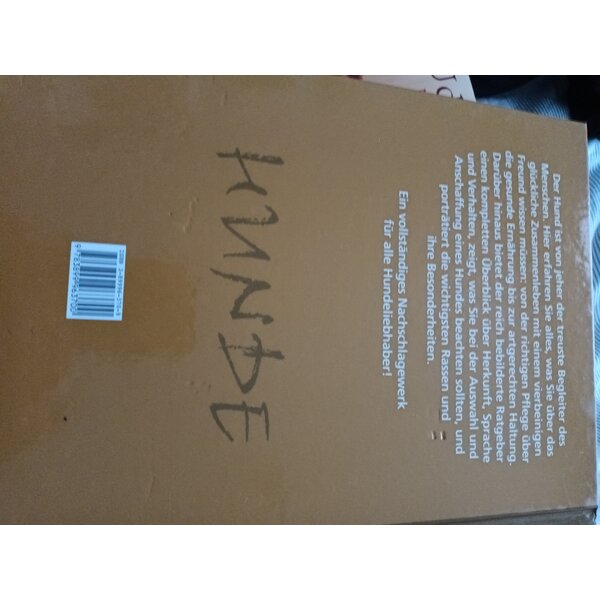 Der Hund ist von jeher der treuste Begleiter des
Menschen. Hier erfahren Sie alles, was Sie über das
glückliche Zusammenleben mit einem vierbeinigen
Freund wissen müssen: von der richtigen Pflege über
die gesunde Ernährung bis zur artgerechten Haltung.
Darüber hinaus bietet der reich bebilderte Ratgeber
einen kompletten Überblick über Herkunft, Sprache
und Verhalten, zeigt, was Sie bei der Auswahl und
Anschaffung eines Hundes beachten sollten, und
porträtiert die wichtigsten Rassen und
ihre Besonderheiten.
Ein vollständiges Nachschlagewerk
für alle Hundeliebhaber!
HUNDE